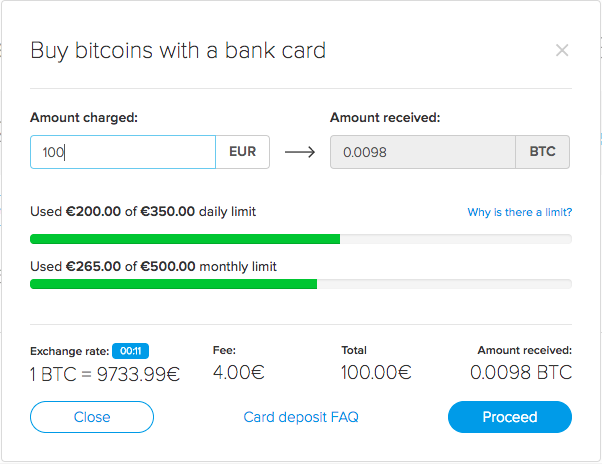 Buy bitcoins with a bank card ×
Amount charged: Amount received:
100 EUR → 0.0098 BTC
Used €200.00 of €350.00 daily limit Why is there a limit?
Used €265.00 of €500.00 monthly limit
Exchange rate: 00:11 Fee: Total Amount received:
1 BTC = 9733.99€ 4.00€ 100.00€ 0.0098 BTC
Close Card deposit FAQ Proceed